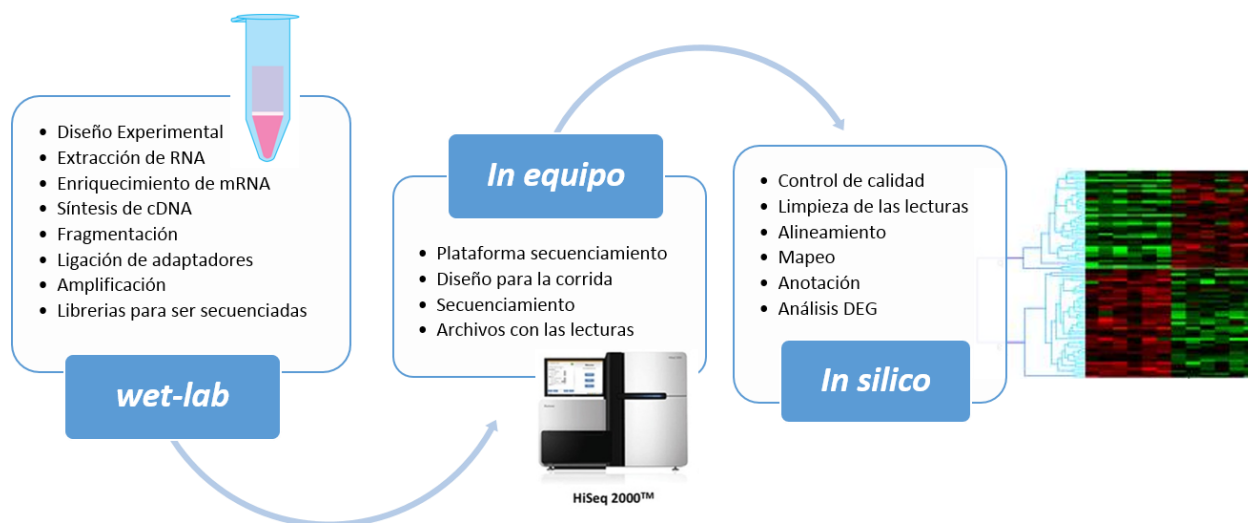 Diseño Experimental
Extracción de RNA
Enriquecimiento de mRNA
Síntesis de cDNA
Fragmentación
Ligación de adaptadores
Amplificación
Librerias para ser secuenciadas
wet-lab
In equipo
Plataforma secuenciamiento
Diseño para la corrida
Secuenciamiento
Archivos con las lecturas
HiSeq 2000™
Control de calidad
Limpieza de las lecturas
Alineamiento
Mapeo
Anotación
Análisis DEG
In silico